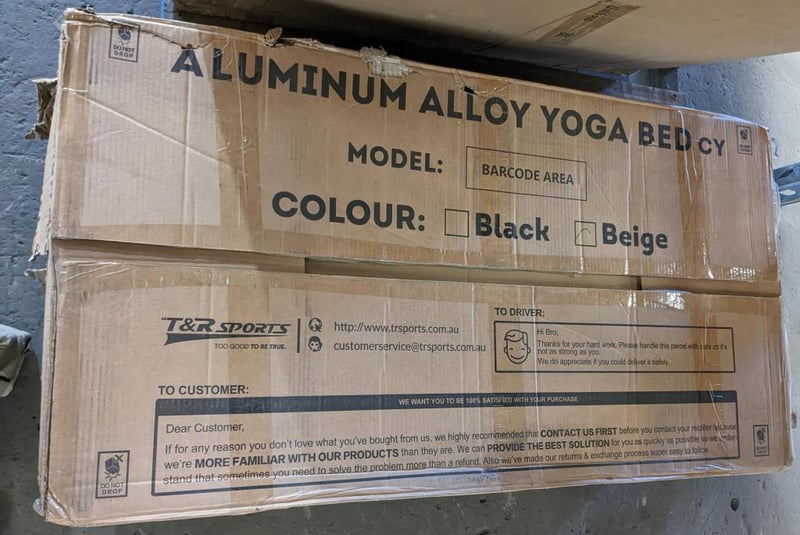 DO NOT
DROP
ALUMINUM ALLOY YOGA BED CY
MODEL: BARCODE AREA
COLOUR: Black Beige
T&R SPORTS
TOO GOOD TO BE TRUE.
http://www.trsports.com.au
customerservice@trsports.com.au
TO DRIVER:
Hi Bro,
Thanks for your hard work. Please handle this parcel with care as it's
not as strong as you.
We do appreciate if you could deliver it safely.
TO CUSTOMER:
WE WANT YOU TO BE 100% SATISFIED WITH YOUR PURCHASE
Dear Customer,
If for any reason you don't love what you've bought from us, we highly recommended that CONTACT US FIRST before you contact your retailer because
we're MORE FAMILIAR WITH OUR PRODUCTS than they are. We can PROVIDE THE BEST SOLUTION for you as quickly as possible as we under-
stand that sometimes you need to solve the problem more than a refund. Also we've made our returns & exchange process super easy to follow.
DO NOT
DROP